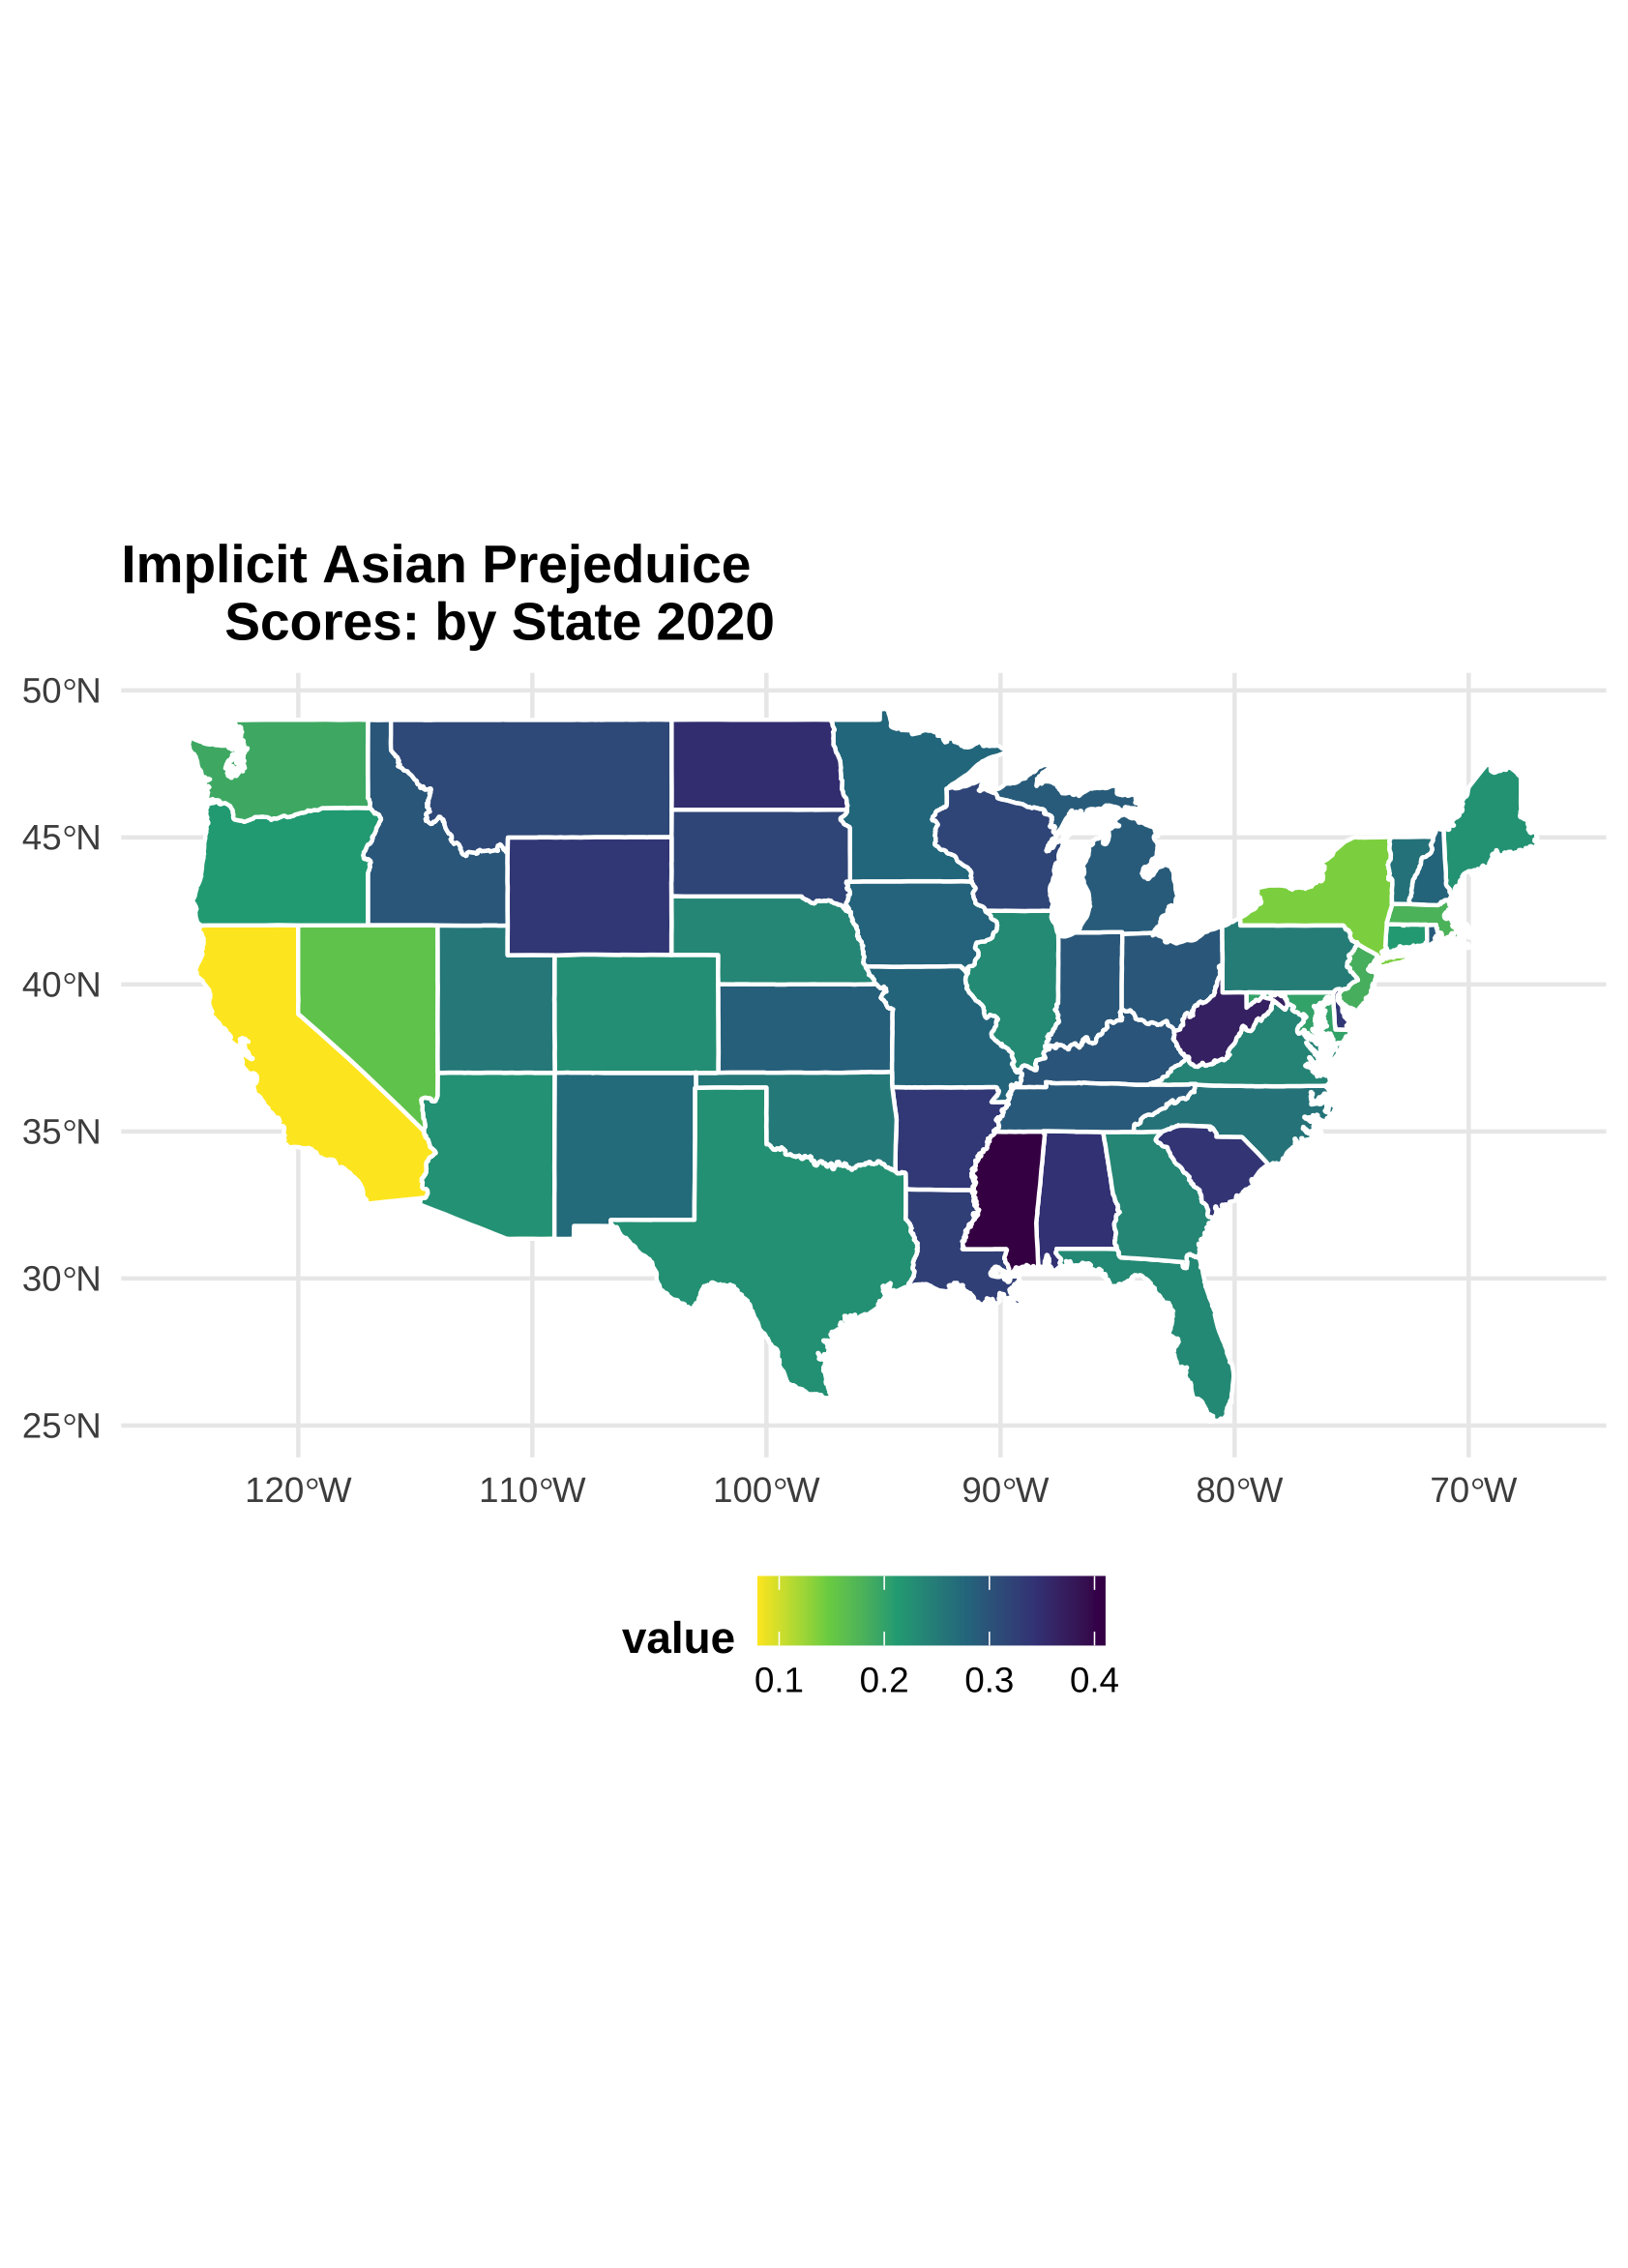 Implicit Asian Prejeduice
Scores: by State 2020
50°N
45°N
40°N
35°N
30°N
25°N
120°W 110°W 100°W 90°W 80°W 70°W
value
0.1 0.2 0.3 0.4